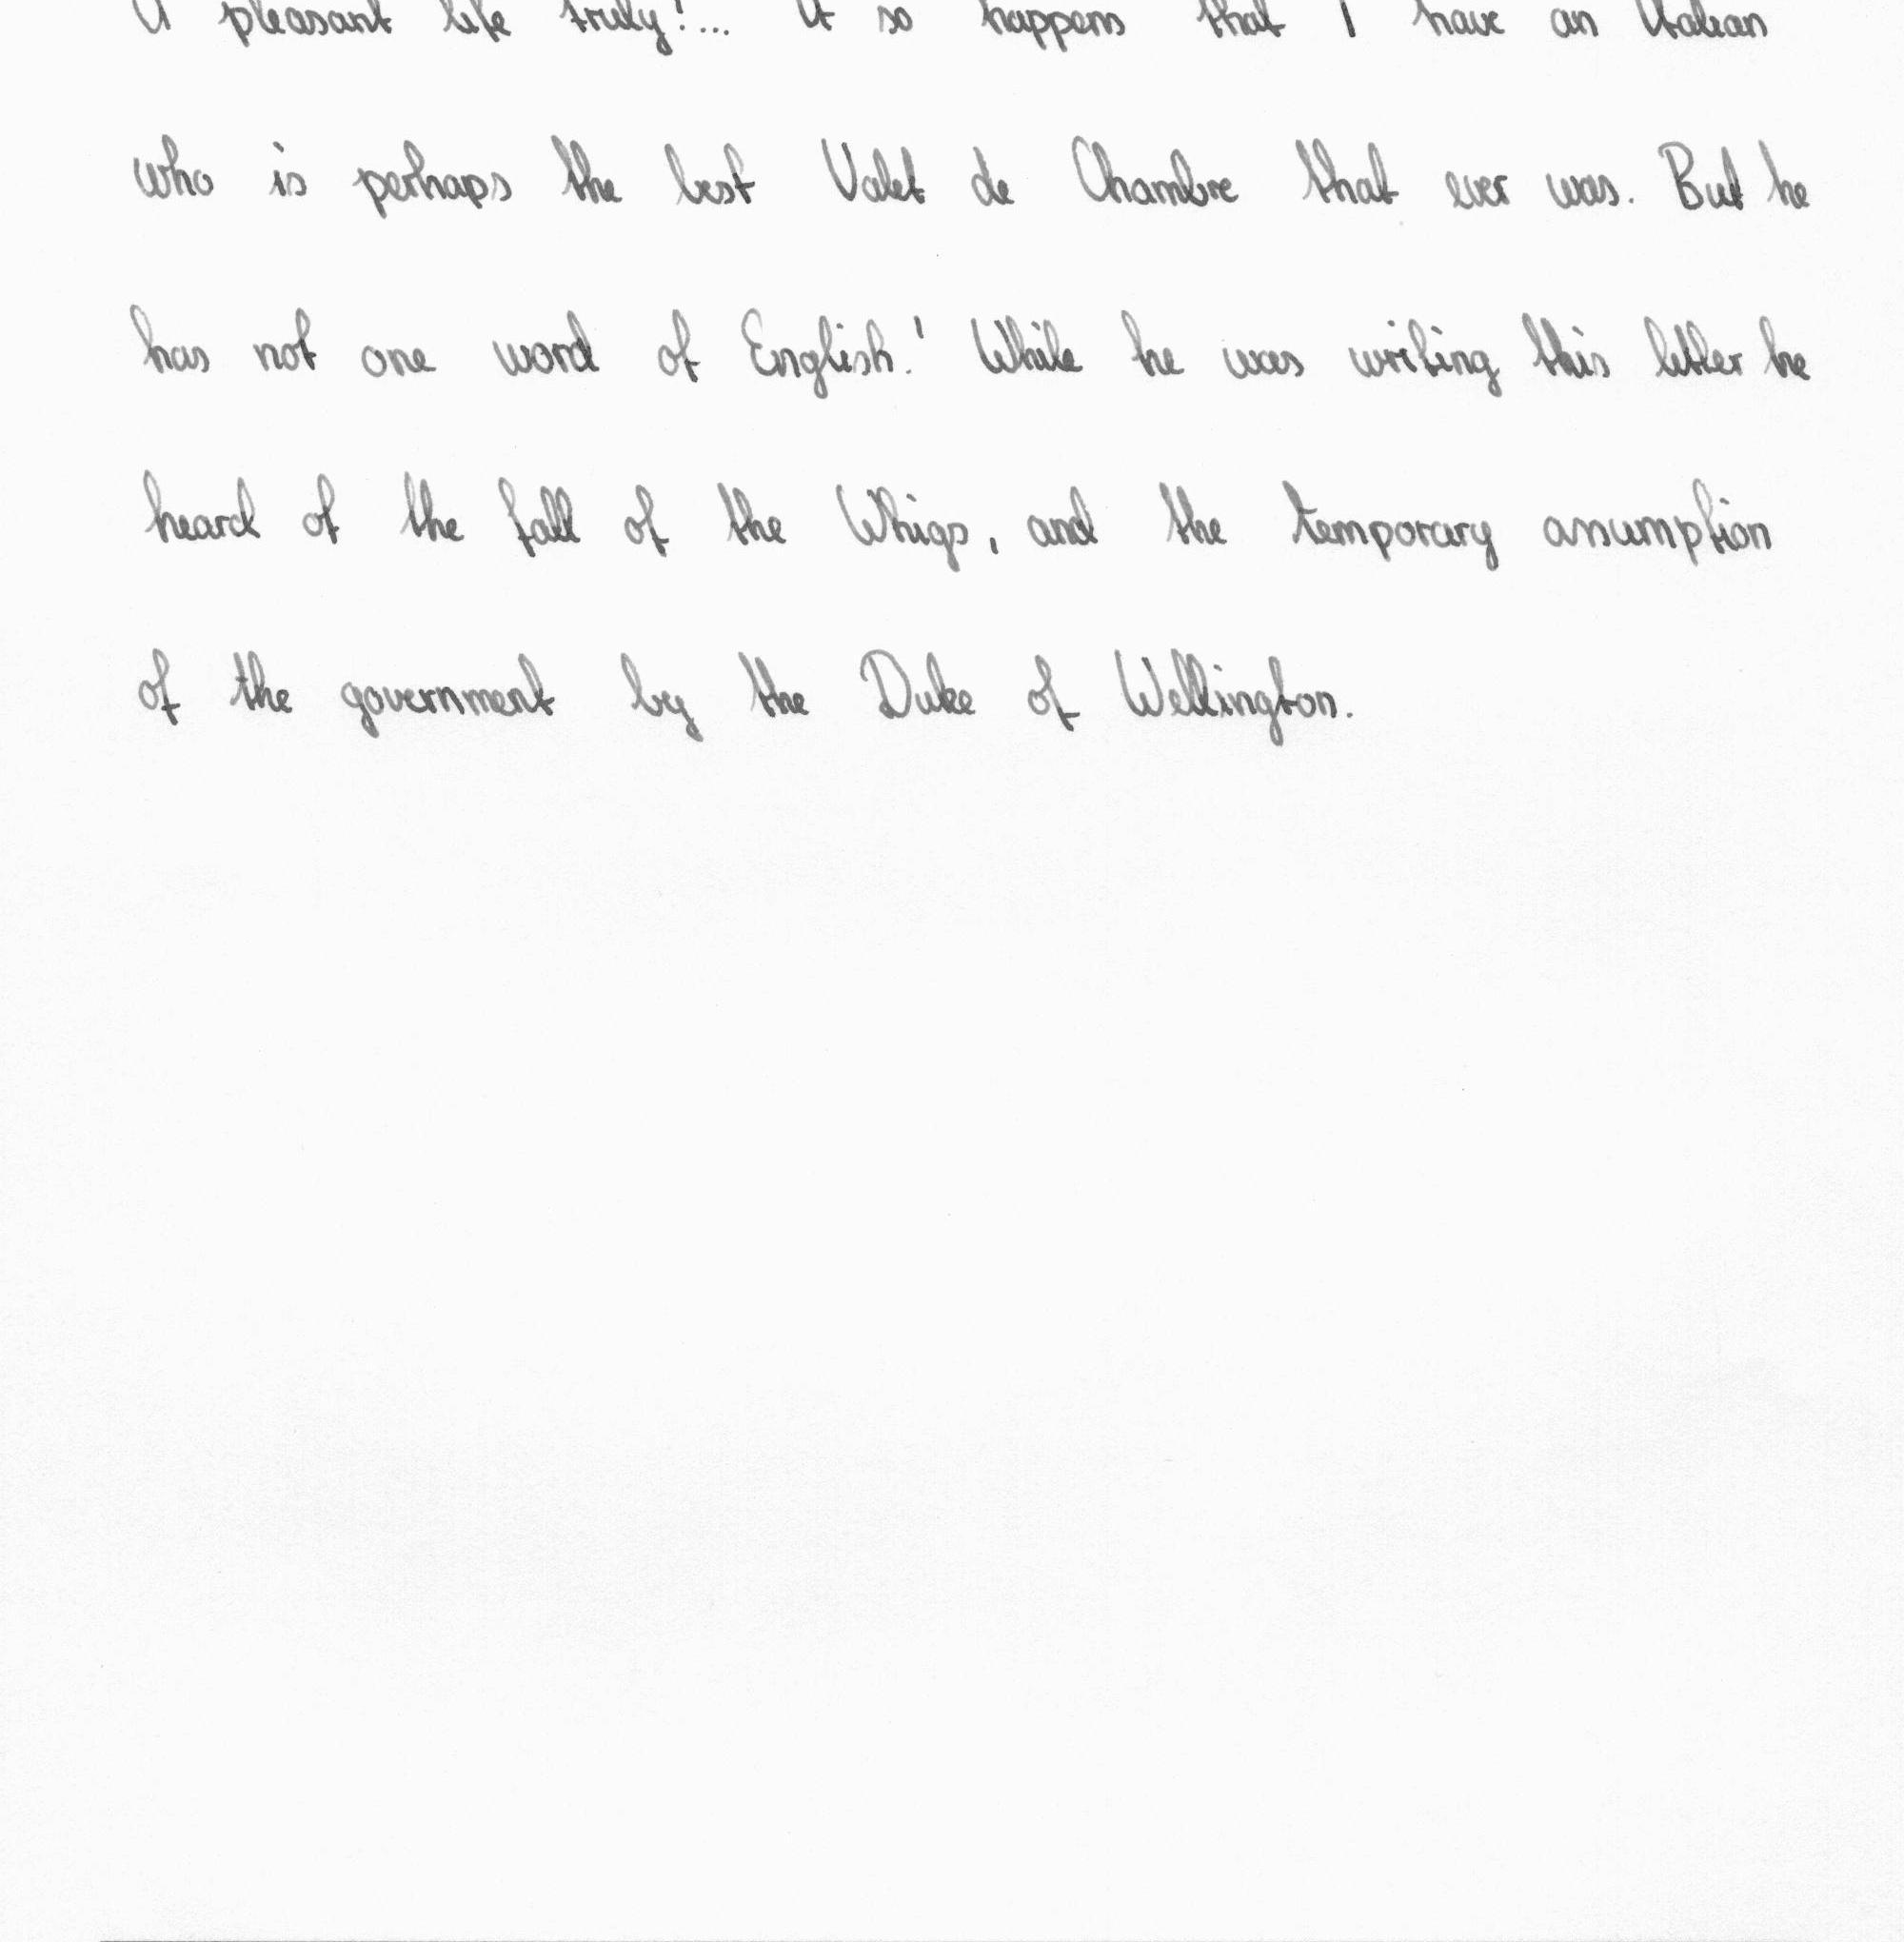 A pleasant life truly!... It so happens that I have an Italian
who is perhaps the best Valet de Chambre that ever was. But he
has not one word of English! While he was writing this letter he
heard of the fall of the Whigs, and the temporary assumption
of the government by the Duke of Wellington.